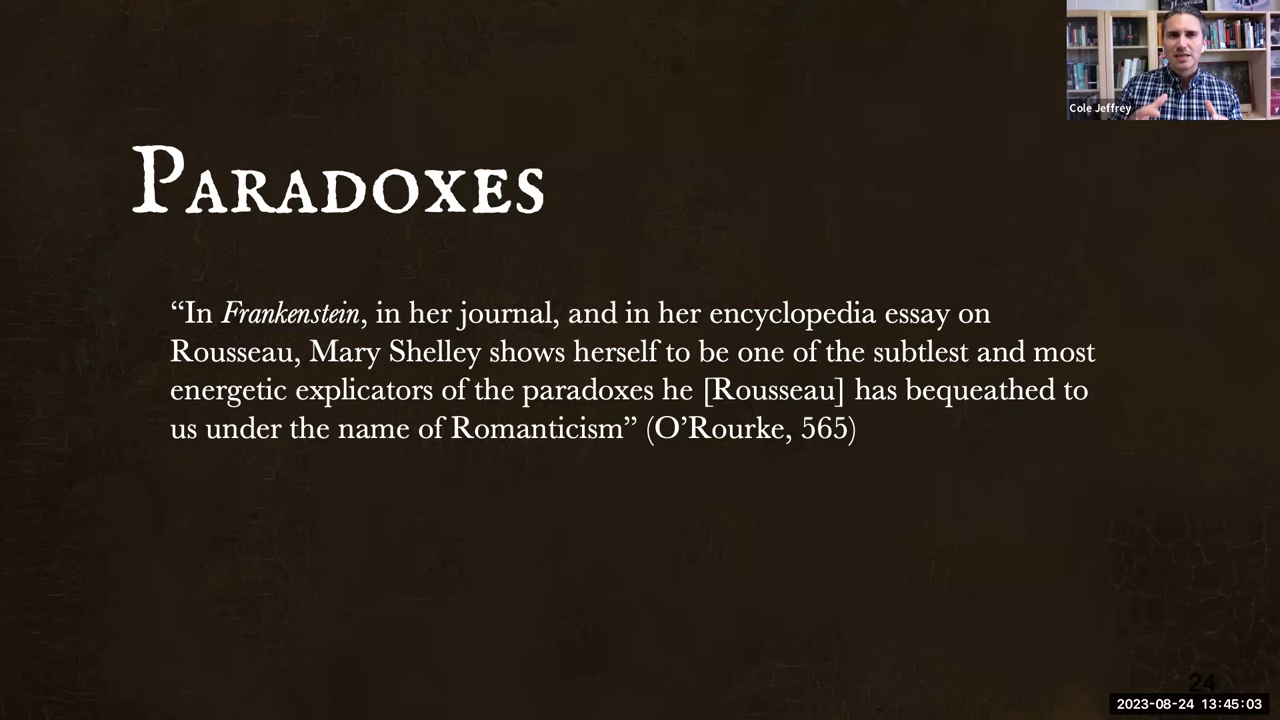 Cole Jeffrey
PARADOXES
“In Frankenstein, in her journal, and in her encyclopedia essay on
Rousseau, Mary Shelley shows herself to be one of the subtlest and most
energetic explicators of the paradoxes he [Rousseau] has bequeathed to
us under the name of Romanticism” (O’Rourke, 565)
24
2023-08-24 13:45:03